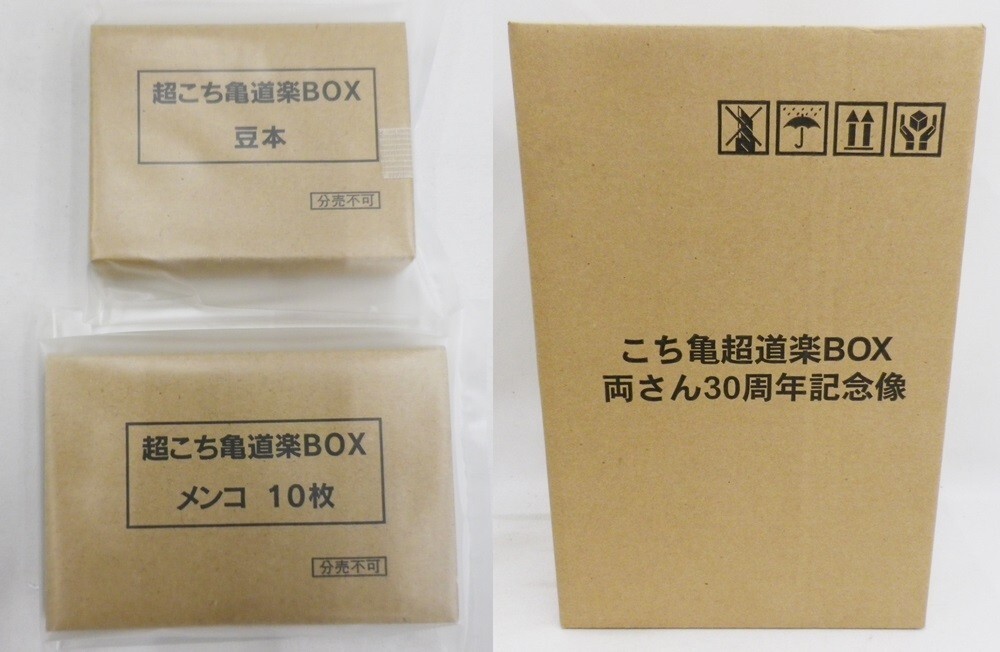 超こち亀道楽BOX
豆本
分売不可
超こち亀道楽BOX
メンコ 10枚
分売不可
こち亀超道楽BOX
両さん30周年記念像